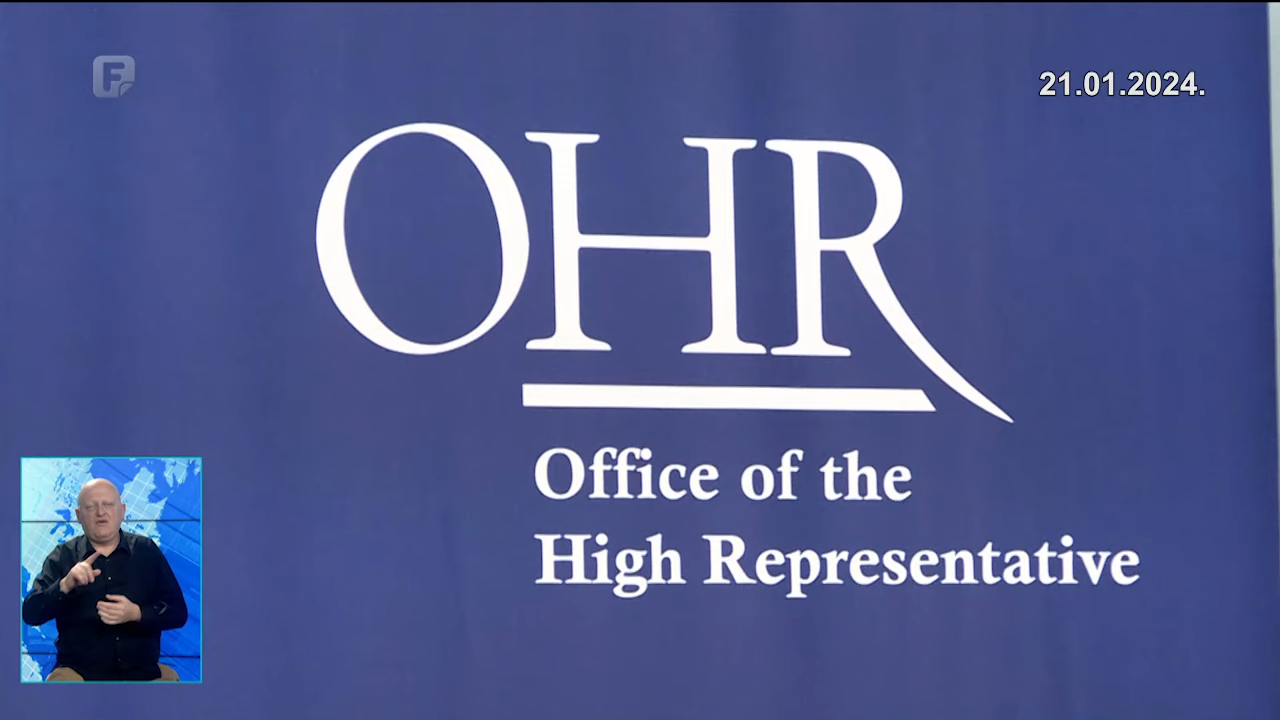 F
21.01.2024.
OHR
Office of the
High Representative